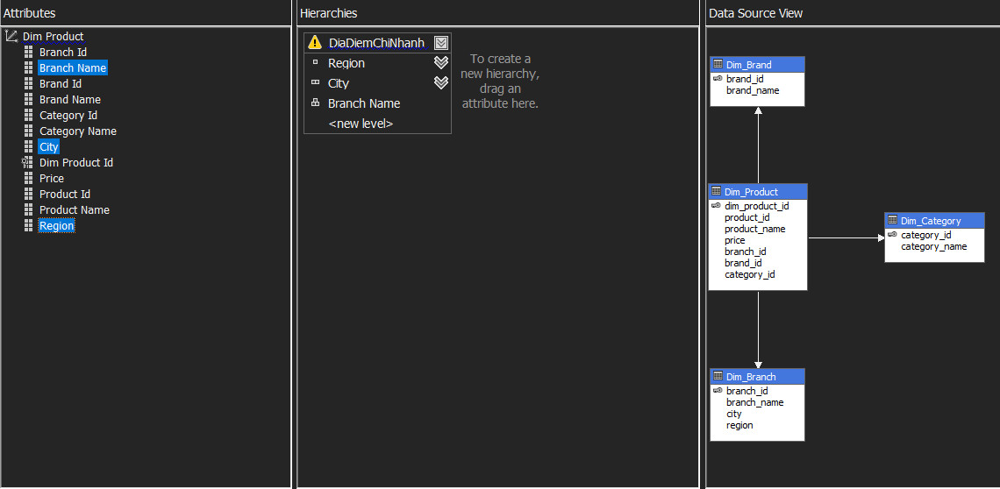 Attributes
Dim Product
Branch Id
Branch Name
Brand Id
Brand Name
Category Id
Category Name
City
Dim Product Id
Price
Product Id
Product Name
Region
Hierarchies
DiaDiemChiNhanh
Region
City
Branch Name
<new level>
To create a
new hierarchy,
drag an
attribute here.
Data Source View
Dim_Brand
brand_id
brand_name
Dim_Product
dim_product_id
product_id
product_name
price
branch_id
brand_id
category_id
Dim_Category
category_id
category_name
Dim_Branch
branch_id
branch_name
city
region